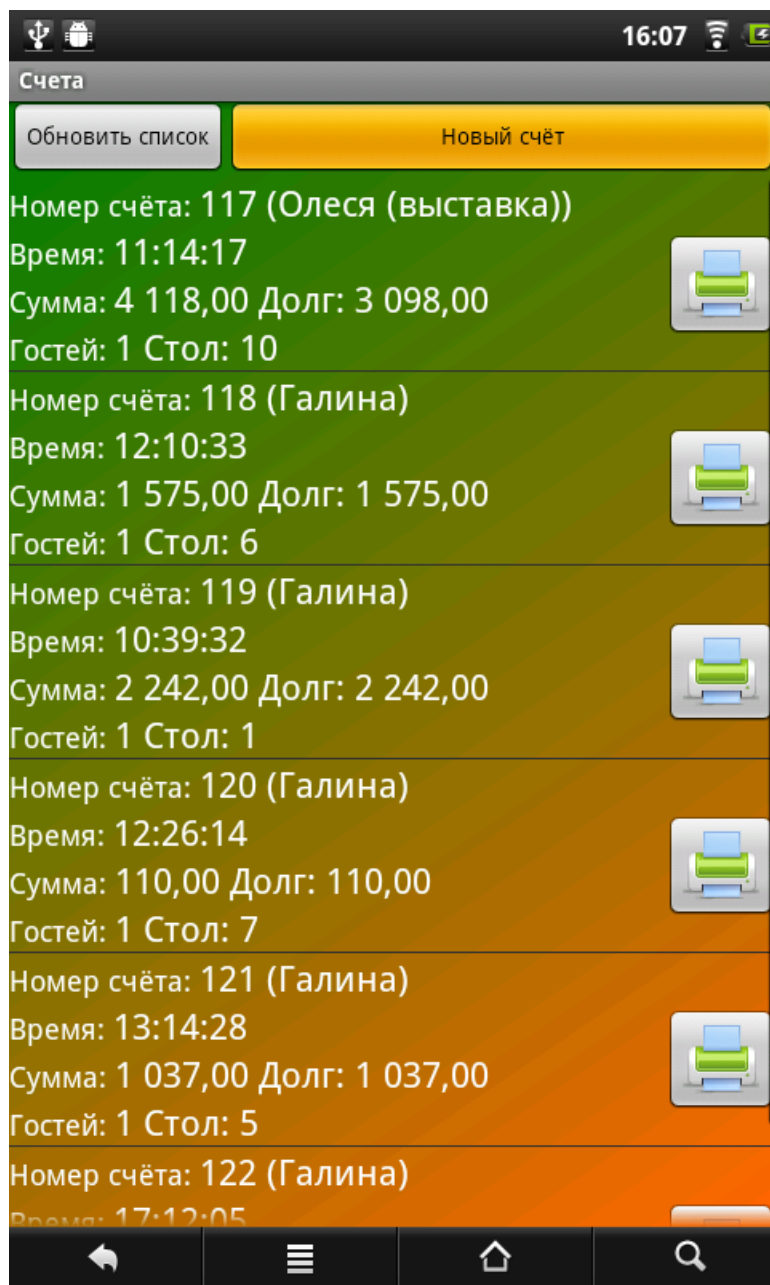 16:07
Счета
Обновить список
Новый счёт
Номер счёта: 117 (Олеся (выставка))
Время: 11:14:17
Сумма: 4 118,00 Долг: 3 098,00
Гостей: 1 Стол: 10
Номер счёта: 118 (Галина)
Время: 12:10:33
Сумма: 1 575,00 Долг: 1 575,00
Гостей: 1 Стол: 6
Номер счёта: 119 (Галина)
Время: 10:39:32
Сумма: 2 242,00 Долг: 2 242,00
Гостей: 1 Стол: 1
Номер счёта: 120 (Галина)
Время: 12:26:14
Сумма: 110,00 Долг: 110,00
Гостей: 1 Стол: 7
Номер счёта: 121 (Галина)
Время: 13:14:28
Сумма: 1 037,00 Долг: 1 037,00
Гостей: 1 Стол: 5
Номер счёта: 122 (Галина)
Время: 17:12:05